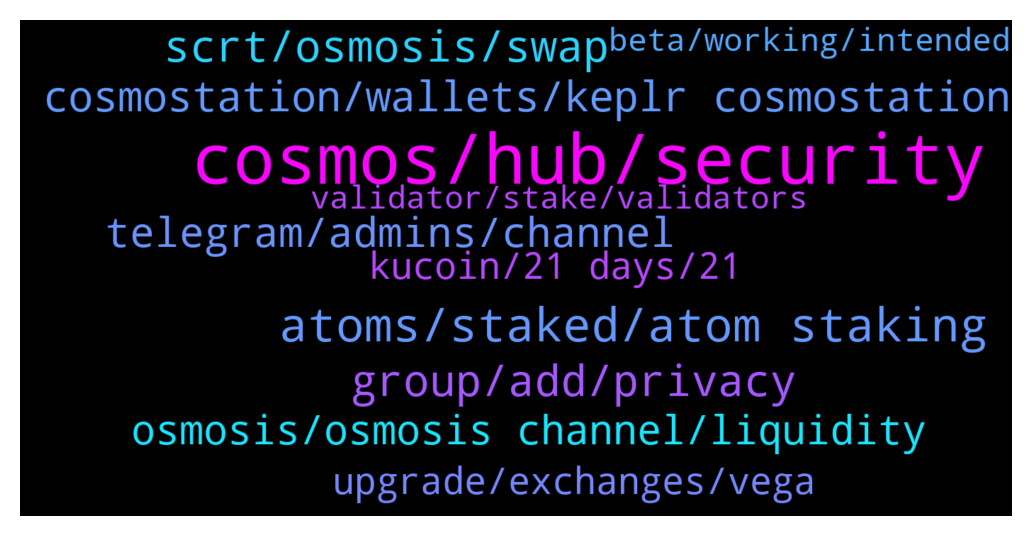 scrt/osmosis/swap
beta/working/intended
cosmostation/wallets/keplr cosmostation
cosmos/hub/security
validator/stake/validators
telegram/admins/channel
kucoin/21 days/21
atoms/staked/atom staking
group/add/privacy
osmosis/osmosis channel/liquidity
upgrade/exchanges/vega